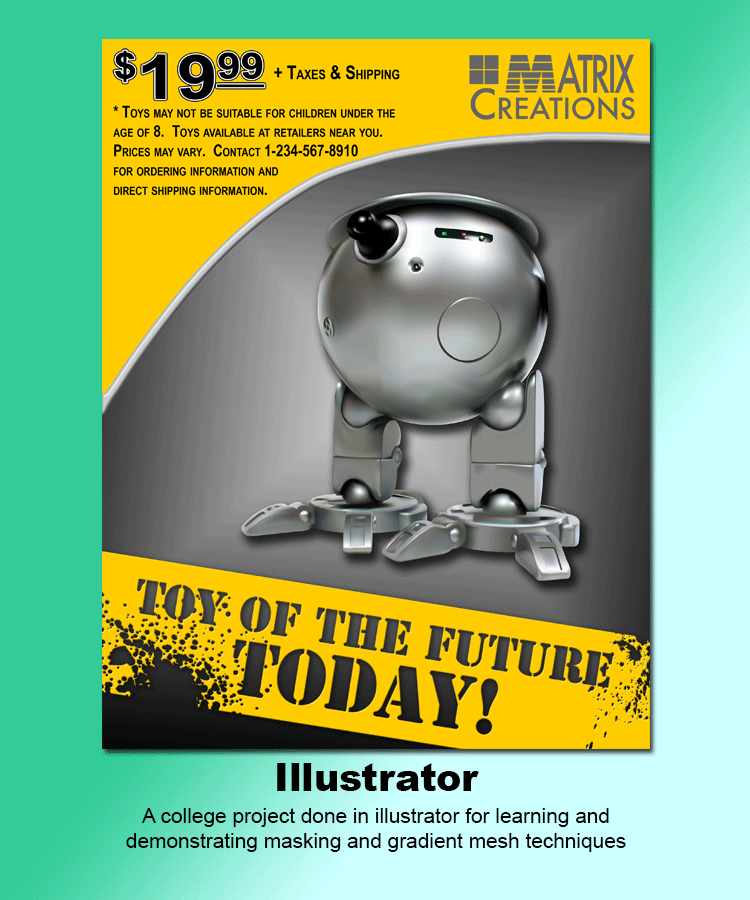 $19.99 + Taxes & Shipping
* Toys may not be suitable for children under the
age of 8. Toys available at retailers near you.
Prices may vary. Contact 1-234-567-8910
for ordering information and
direct shipping information.
Matrix
Creations
Toy of the Future
Today!
Illustrator
A college project done in illustrator for learning and
demonstrating masking and gradient mesh techniques